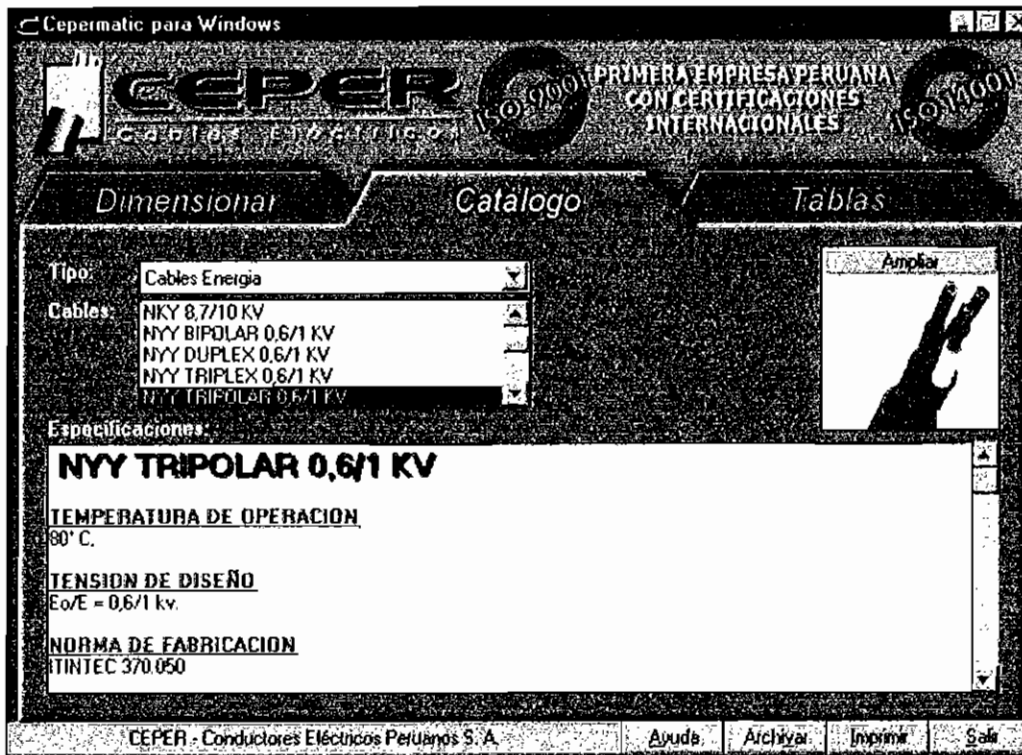 Cepermatic para Windows
CEPER
Cables Eléctricos
ISO-9001
PRIMERA EMPRESA PERUANA
CON CERTIFICACIONES
INTERNACIONALES
ISO 14001
Dimensionar
Catálogo
Tablas
Tipo:
Cables Energia
Ampliar
Cables:
NKY 8,7/10 KV
NYY BIPOLAR 0,6/1 KV
NYY DUPLEX 0,6/1 KV
NYY TRIPLEX 0,6/1 KV
NYY TRIPOLAR 0,6/1 KV
Especificaciones:
NYY TRIPOLAR 0,6/1 KV
TEMPERATURA DE OPERACION
80° C.
TENSION DE DISEÑO
Eo/E = 0,6/1 kv.
NORMA DE FABRICACION
ITINTEC 370.050
CEPER - Conductores Eléctricos Peruanos S. A.
Ayuda
Archivar
Imprimir
Salir